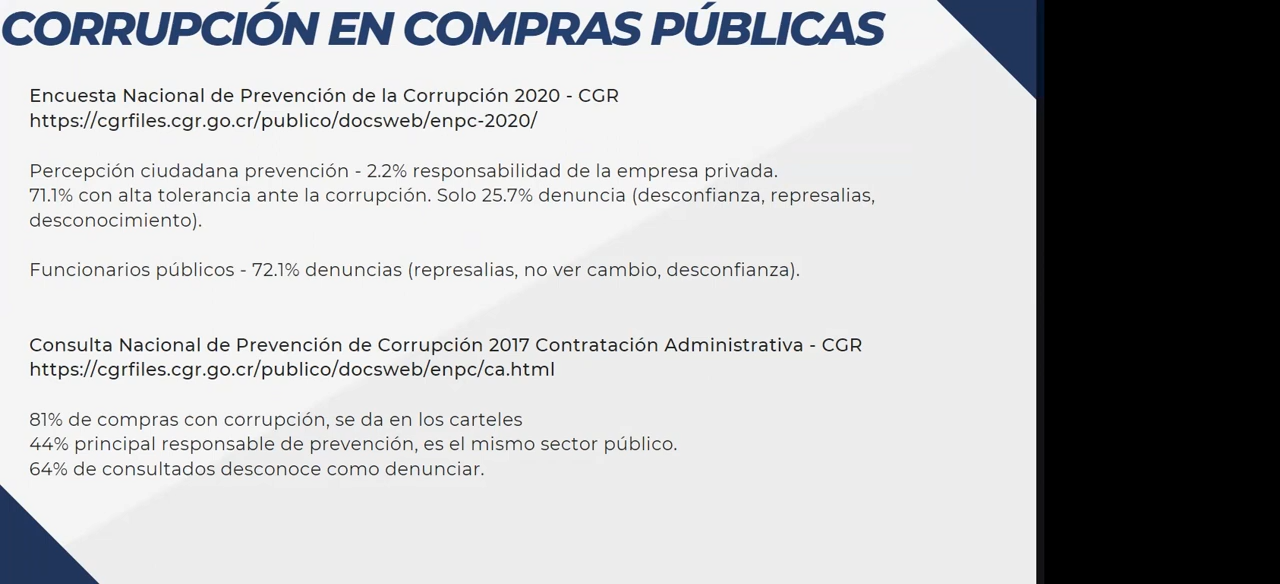 CORRUPCIÓN EN COMPRAS PÚBLICAS
Encuesta Nacional de Prevención de la Corrupción 2020 - CGR
https://cgrfiles.cgr.go.cr/publico/docsweb/enpc-2020/
Percepción ciudadana prevención - 2.2% responsabilidad de la empresa privada.
71.1% con alta tolerancia ante la corrupción. Solo 25.7% denuncia (desconfianza, represalias,
desconocimiento).
Funcionarios públicos - 72.1% denuncias (represalias, no ver cambio, desconfianza).
Consulta Nacional de Prevención de Corrupción 2017 Contratación Administrativa - CGR
https://cgrfiles.cgr.go.cr/publico/docsweb/enpc/ca.html
81% de compras con corrupción, se da en los carteles
44% principal responsable de prevención, es el mismo sector público.
64% de consultados desconoce como denunciar.